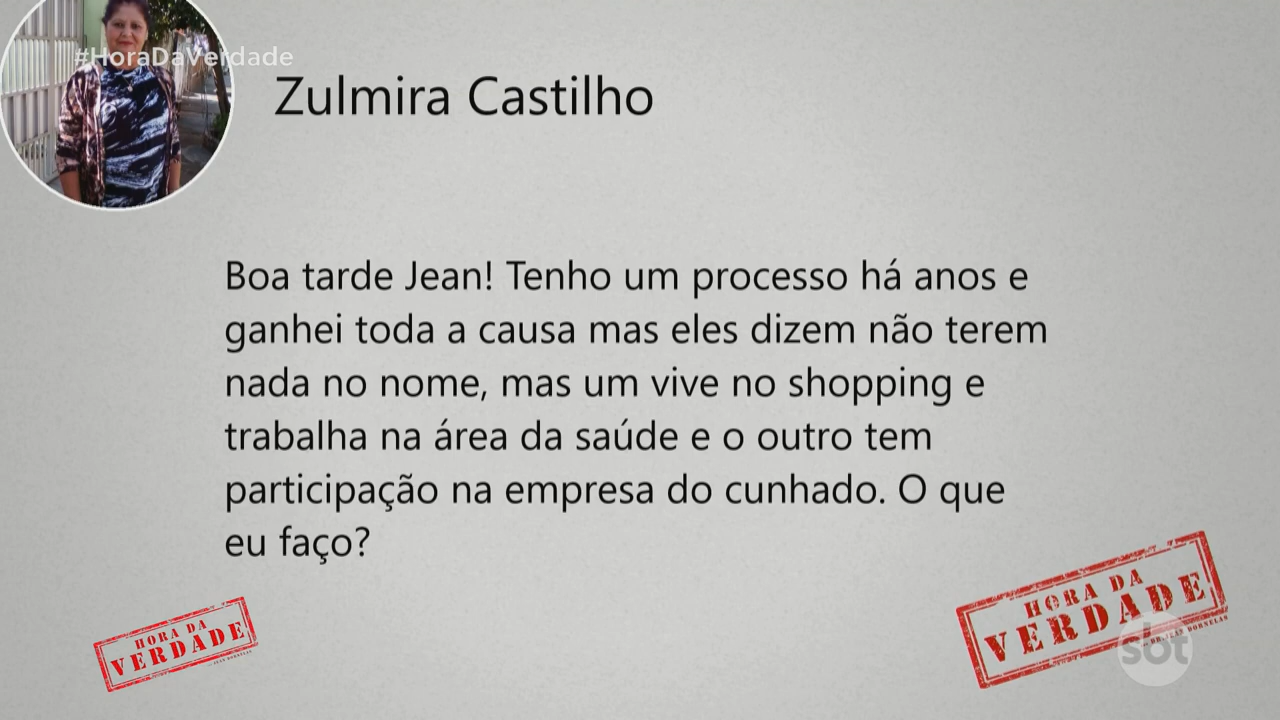 #HoraDaVerdade
Zulmira Castilho
Boa tarde Jean! Tenho um processo há anos e
ganhei toda a causa mas eles dizem não terem
nada no nome, mas um vive no shopping e
trabalha na área da saúde e o outro tem
participação na empresa do cunhado. O que
eu faço?
HORA DA
VERDADE
HORA DA
VERDADE
sbt